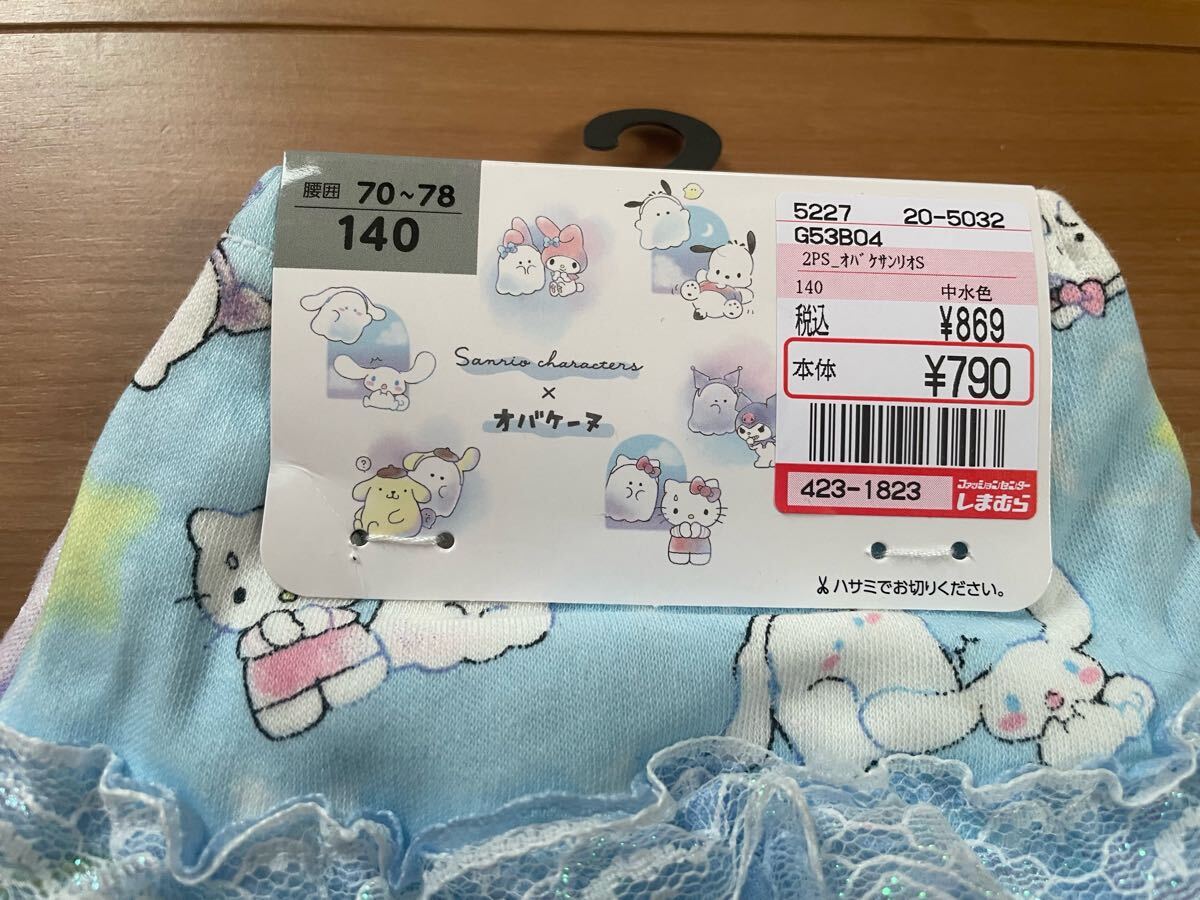 腰囲 70~78
140
Sanrio characters
×
オバケーヌ
?
5227 20-5032
G53B04
2PS_オバケサンリオS
140 中水色
税込 ¥869
本体 ¥790
423-1823
ファッションセンター
しまむら
ハサミでお切りください。